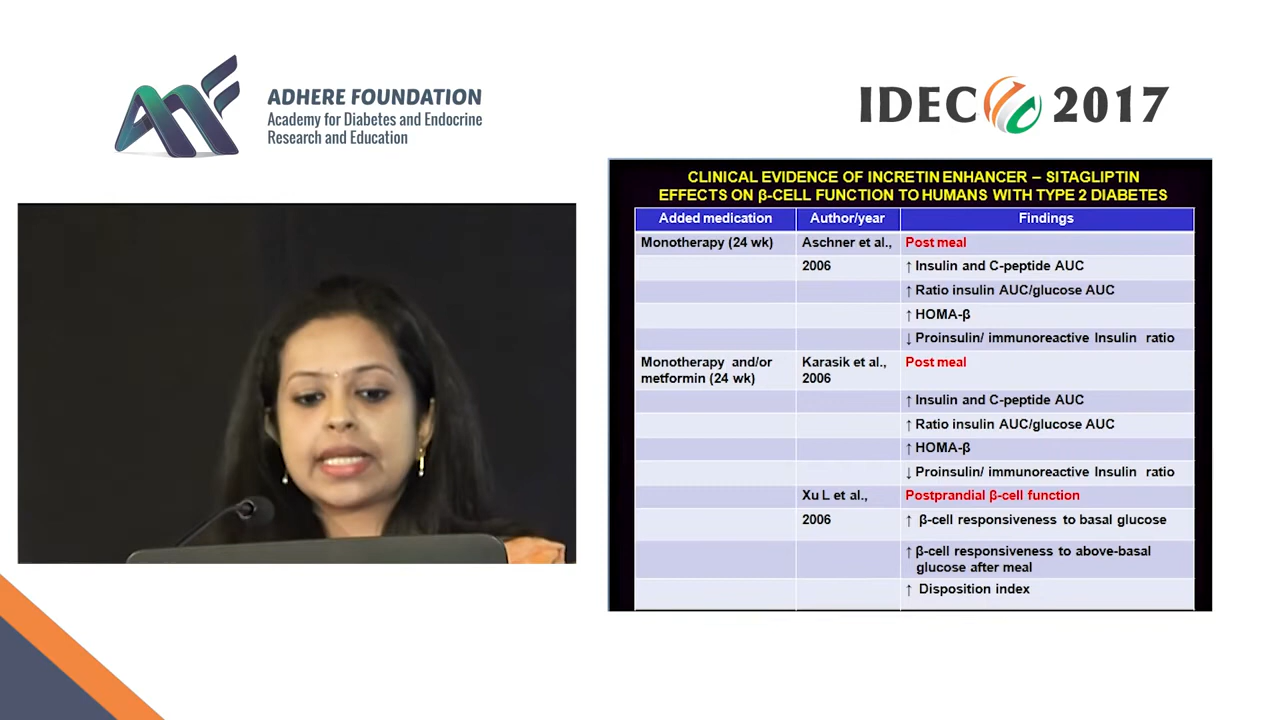 ADHERE FOUNDATION
Academy for Diabetes and Endocrine
Research and Education
IDEC 2017
CLINICAL EVIDENCE OF INCRETIN ENHANCER – SITAGLIPTIN
EFFECTS ON β-CELL FUNCTION TO HUMANS WITH TYPE 2 DIABETES
Added medication Author/year Findings
Monotherapy (24 wk) Aschner et al., Post meal
2006 ↑ Insulin and C-peptide AUC
↑ Ratio insulin AUC/glucose AUC
↑ HOMA-β
↓ Proinsulin/ immunoreactive Insulin ratio
Monotherapy and/or Karasik et al., Post meal
metformin (24 wk) 2006
↑ Insulin and C-peptide AUC
↑ Ratio insulin AUC/glucose AUC
↑ HOMA-β
↓ Proinsulin/ immunoreactive Insulin ratio
Xu L et al., Postprandial β-cell function
2006 ↑ β-cell responsiveness to basal glucose
↑ β-cell responsiveness to above-basal
glucose after meal
↑ Disposition index